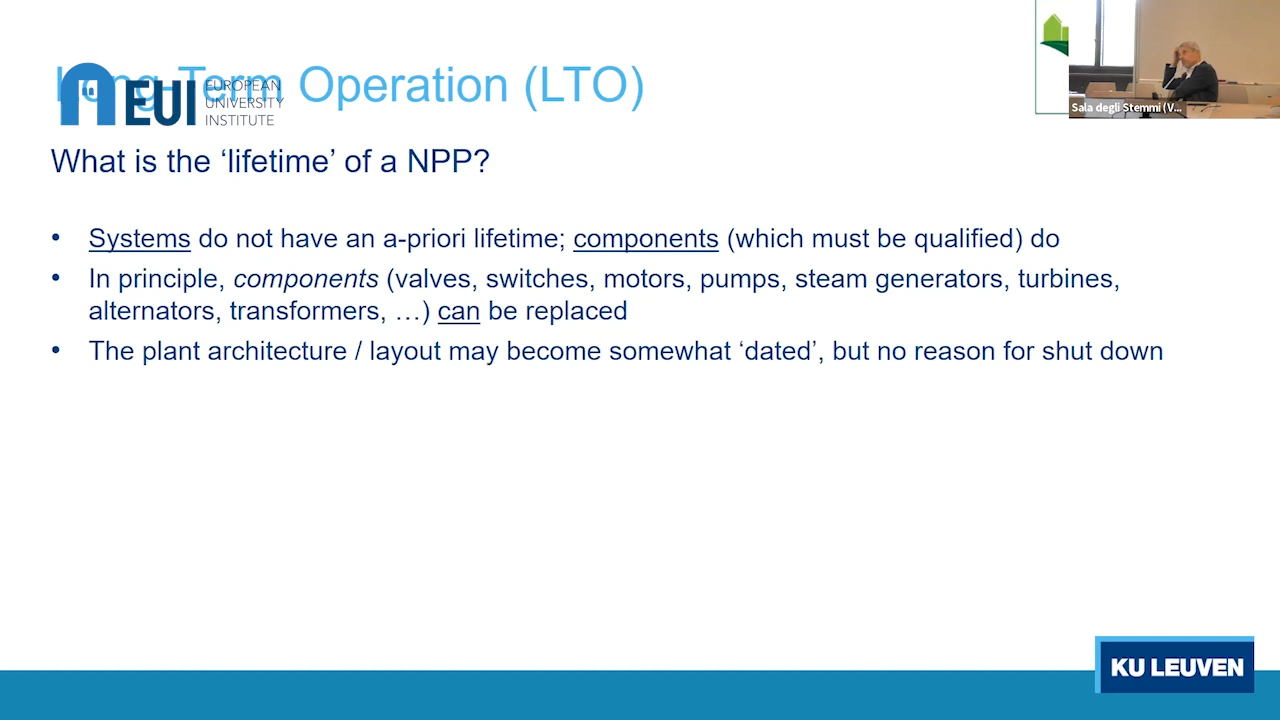 Long-Term Operation (LTO)
EUI
EUROPEAN
UNIVERSITY
INSTITUTE
Sala degli Stemmi (V...
What is the ‘lifetime’ of a NPP?
• Systems do not have an a-priori lifetime; components (which must be qualified) do
• In principle, components (valves, switches, motors, pumps, steam generators, turbines,
alternators, transformers, …) can be replaced
• The plant architecture / layout may become somewhat ‘dated’, but no reason for shut down
KU LEUVEN